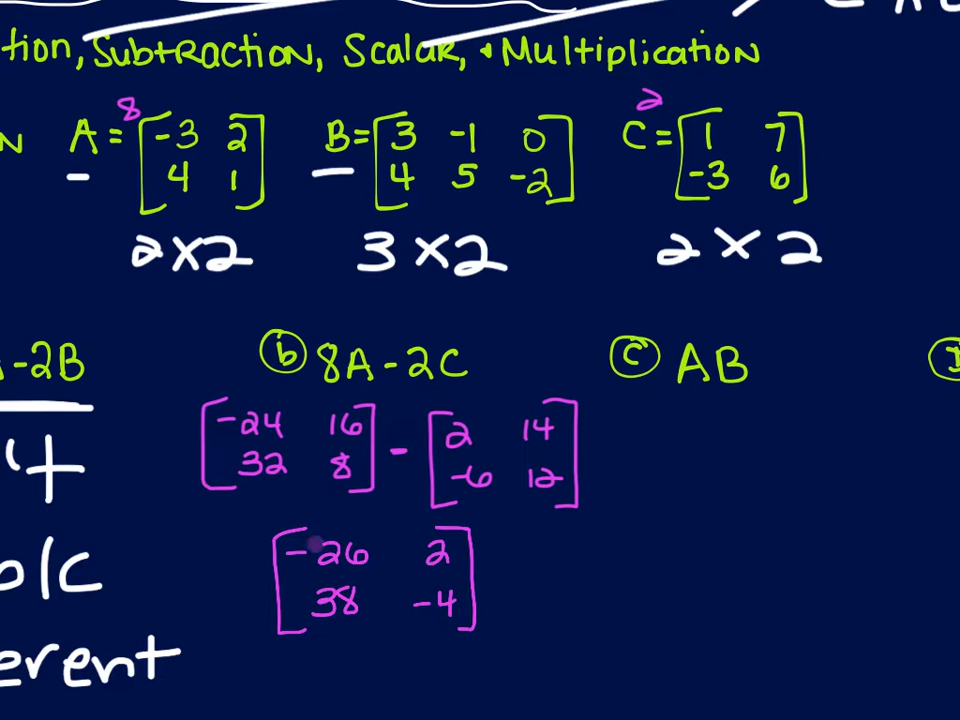 tion, Subtraction, Scalar, + Multiplication
A = [-3 2] B = [3 -1 0] C = [1 7]
8 2
[4 1] [4 5 -2] [-3 6]
2x2 3x2 2x2
-2B (b) 8A-2C (c) AB
[-24 16] - [2 14]
[32 8] [-6 12]
[-26 2]
[38 -4]
b/c
erent